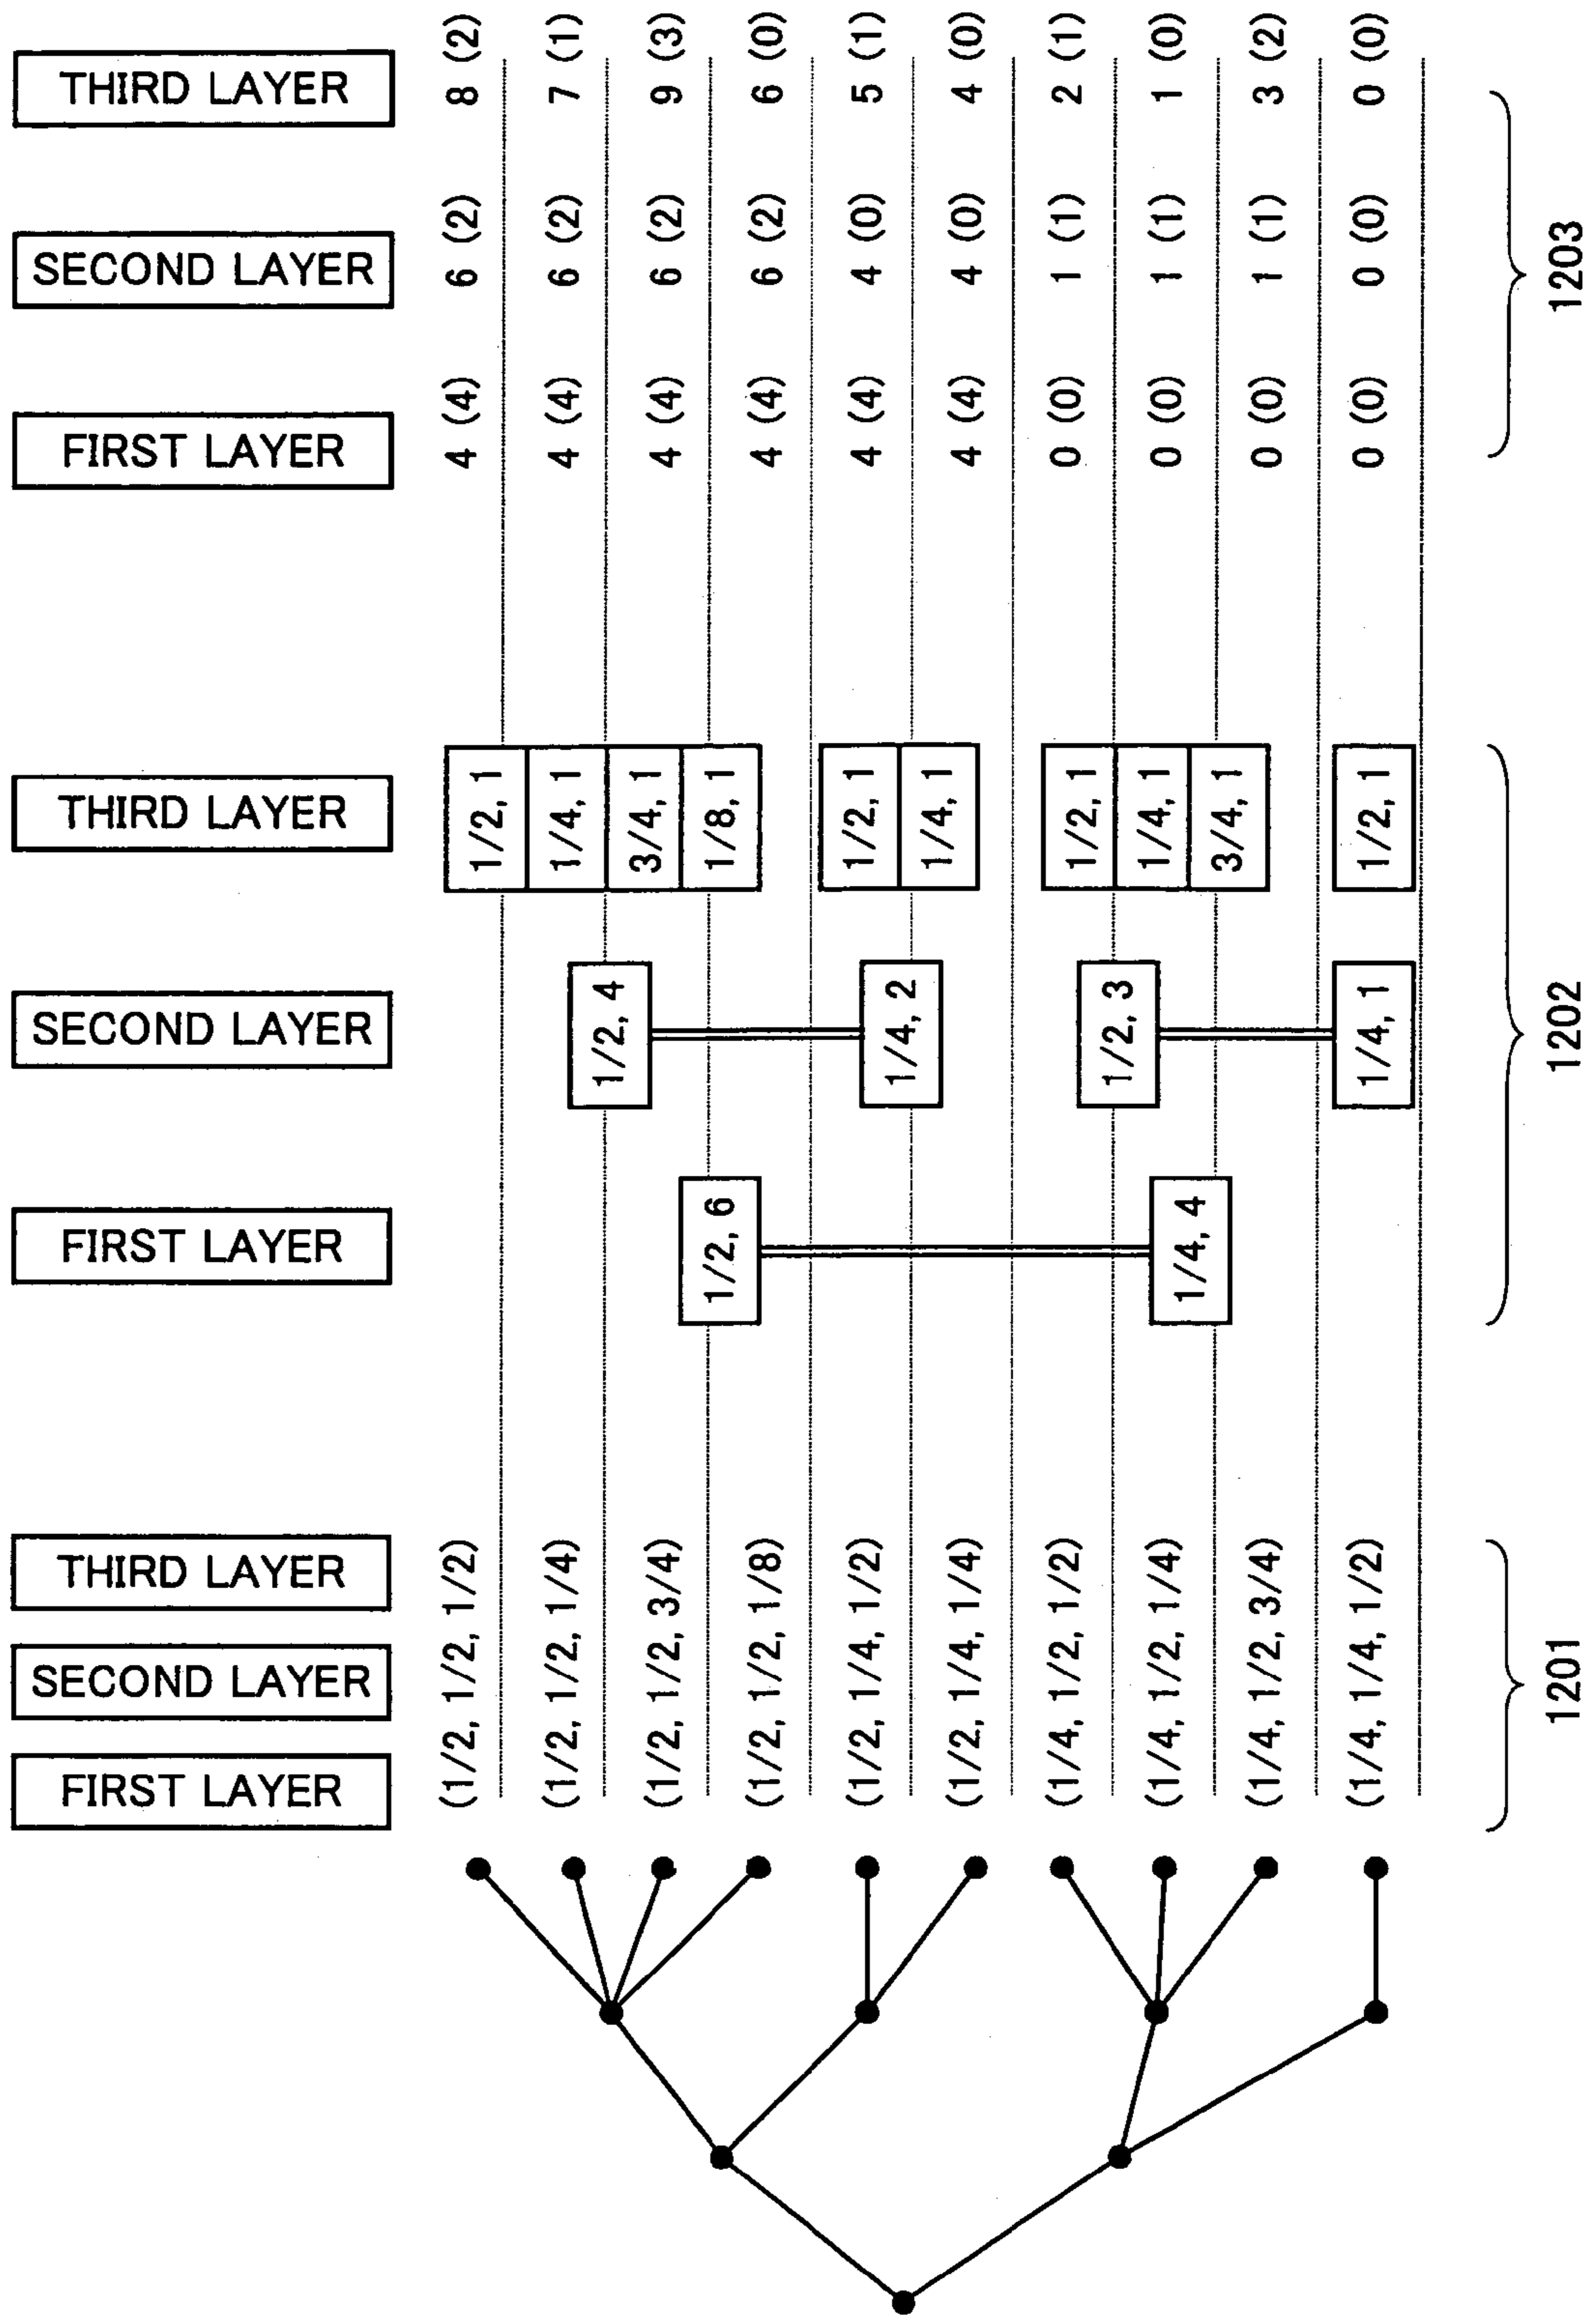 FIRST LAYER
SECOND LAYER
THIRD LAYER
FIRST LAYER
SECOND LAYER
THIRD LAYER
FIRST LAYER
SECOND LAYER
THIRD LAYER
(1/2, 1/2, 1/2)
1/2, 1
4 (4)
6 (2)
8 (2)
(1/2, 1/2, 1/4)
1/2, 4
1/4, 1
4 (4)
6 (2)
7 (1)
(1/2, 1/2, 3/4)
3/4, 1
4 (4)
6 (2)
9 (3)
(1/2, 1/2, 1/8)
1/2, 6
1/8, 1
4 (4)
6 (2)
6 (0)
(1/2, 1/4, 1/2)
1/2, 1
4 (4)
4 (0)
5 (1)
(1/2, 1/4, 1/4)
1/4, 2
1/4, 1
4 (4)
4 (0)
4 (0)
(1/4, 1/2, 1/2)
1/2, 1
0 (0)
1 (1)
2 (1)
(1/4, 1/2, 1/4)
1/4, 4
1/2, 3
1/4, 1
0 (0)
1 (1)
1 (0)
(1/4, 1/2, 3/4)
3/4, 1
0 (0)
1 (1)
3 (2)
(1/4, 1/4, 1/2)
1/4, 1
1/2, 1
0 (0)
0 (0)
0 (0)
1201
1202
1203